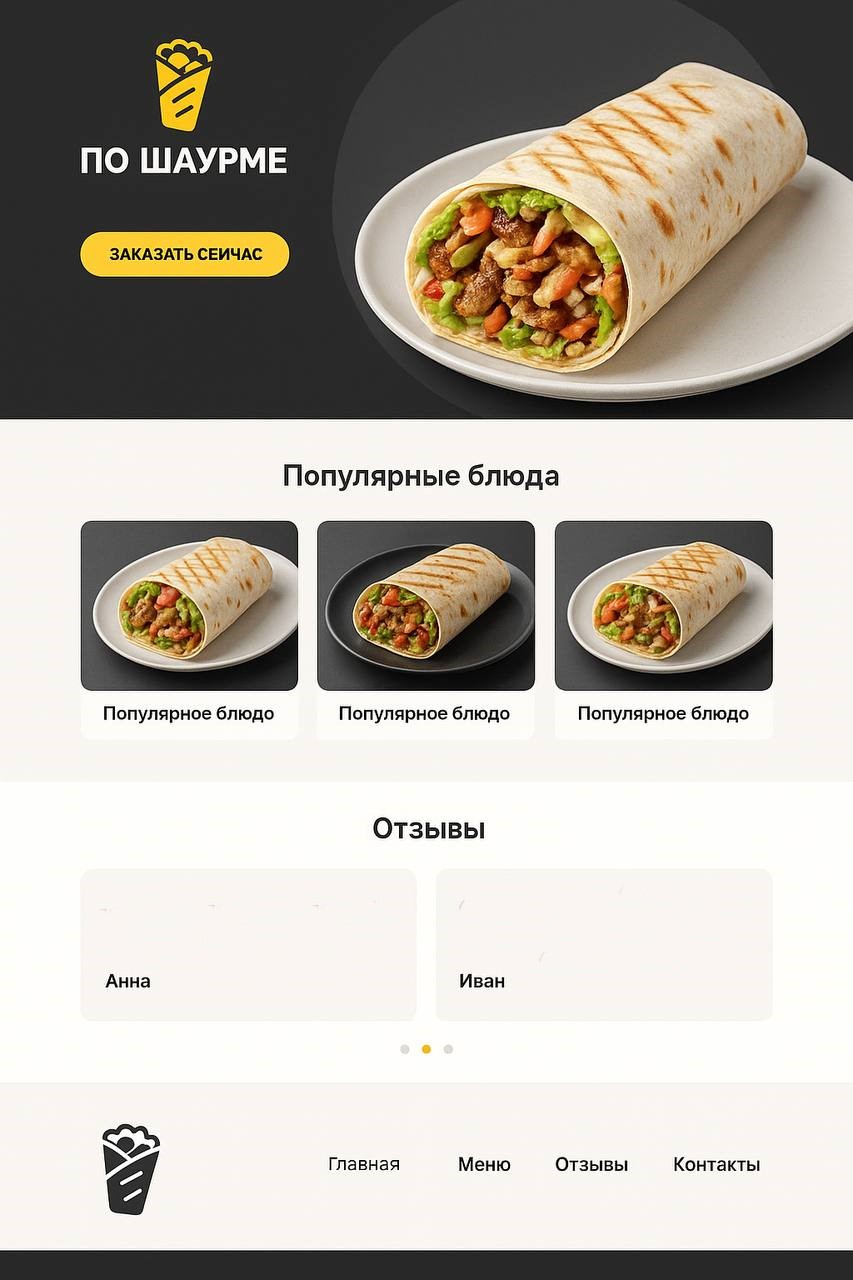 ПО ШАУРМЕ
ЗАКАЗАТЬ СЕИЧАС
Популярные блюда
Популярное блюдо
Популярное блюдо
Популярное блюдо
Отзывы
Анна
Иван
Главная
Меню
Отзывы
Контакты